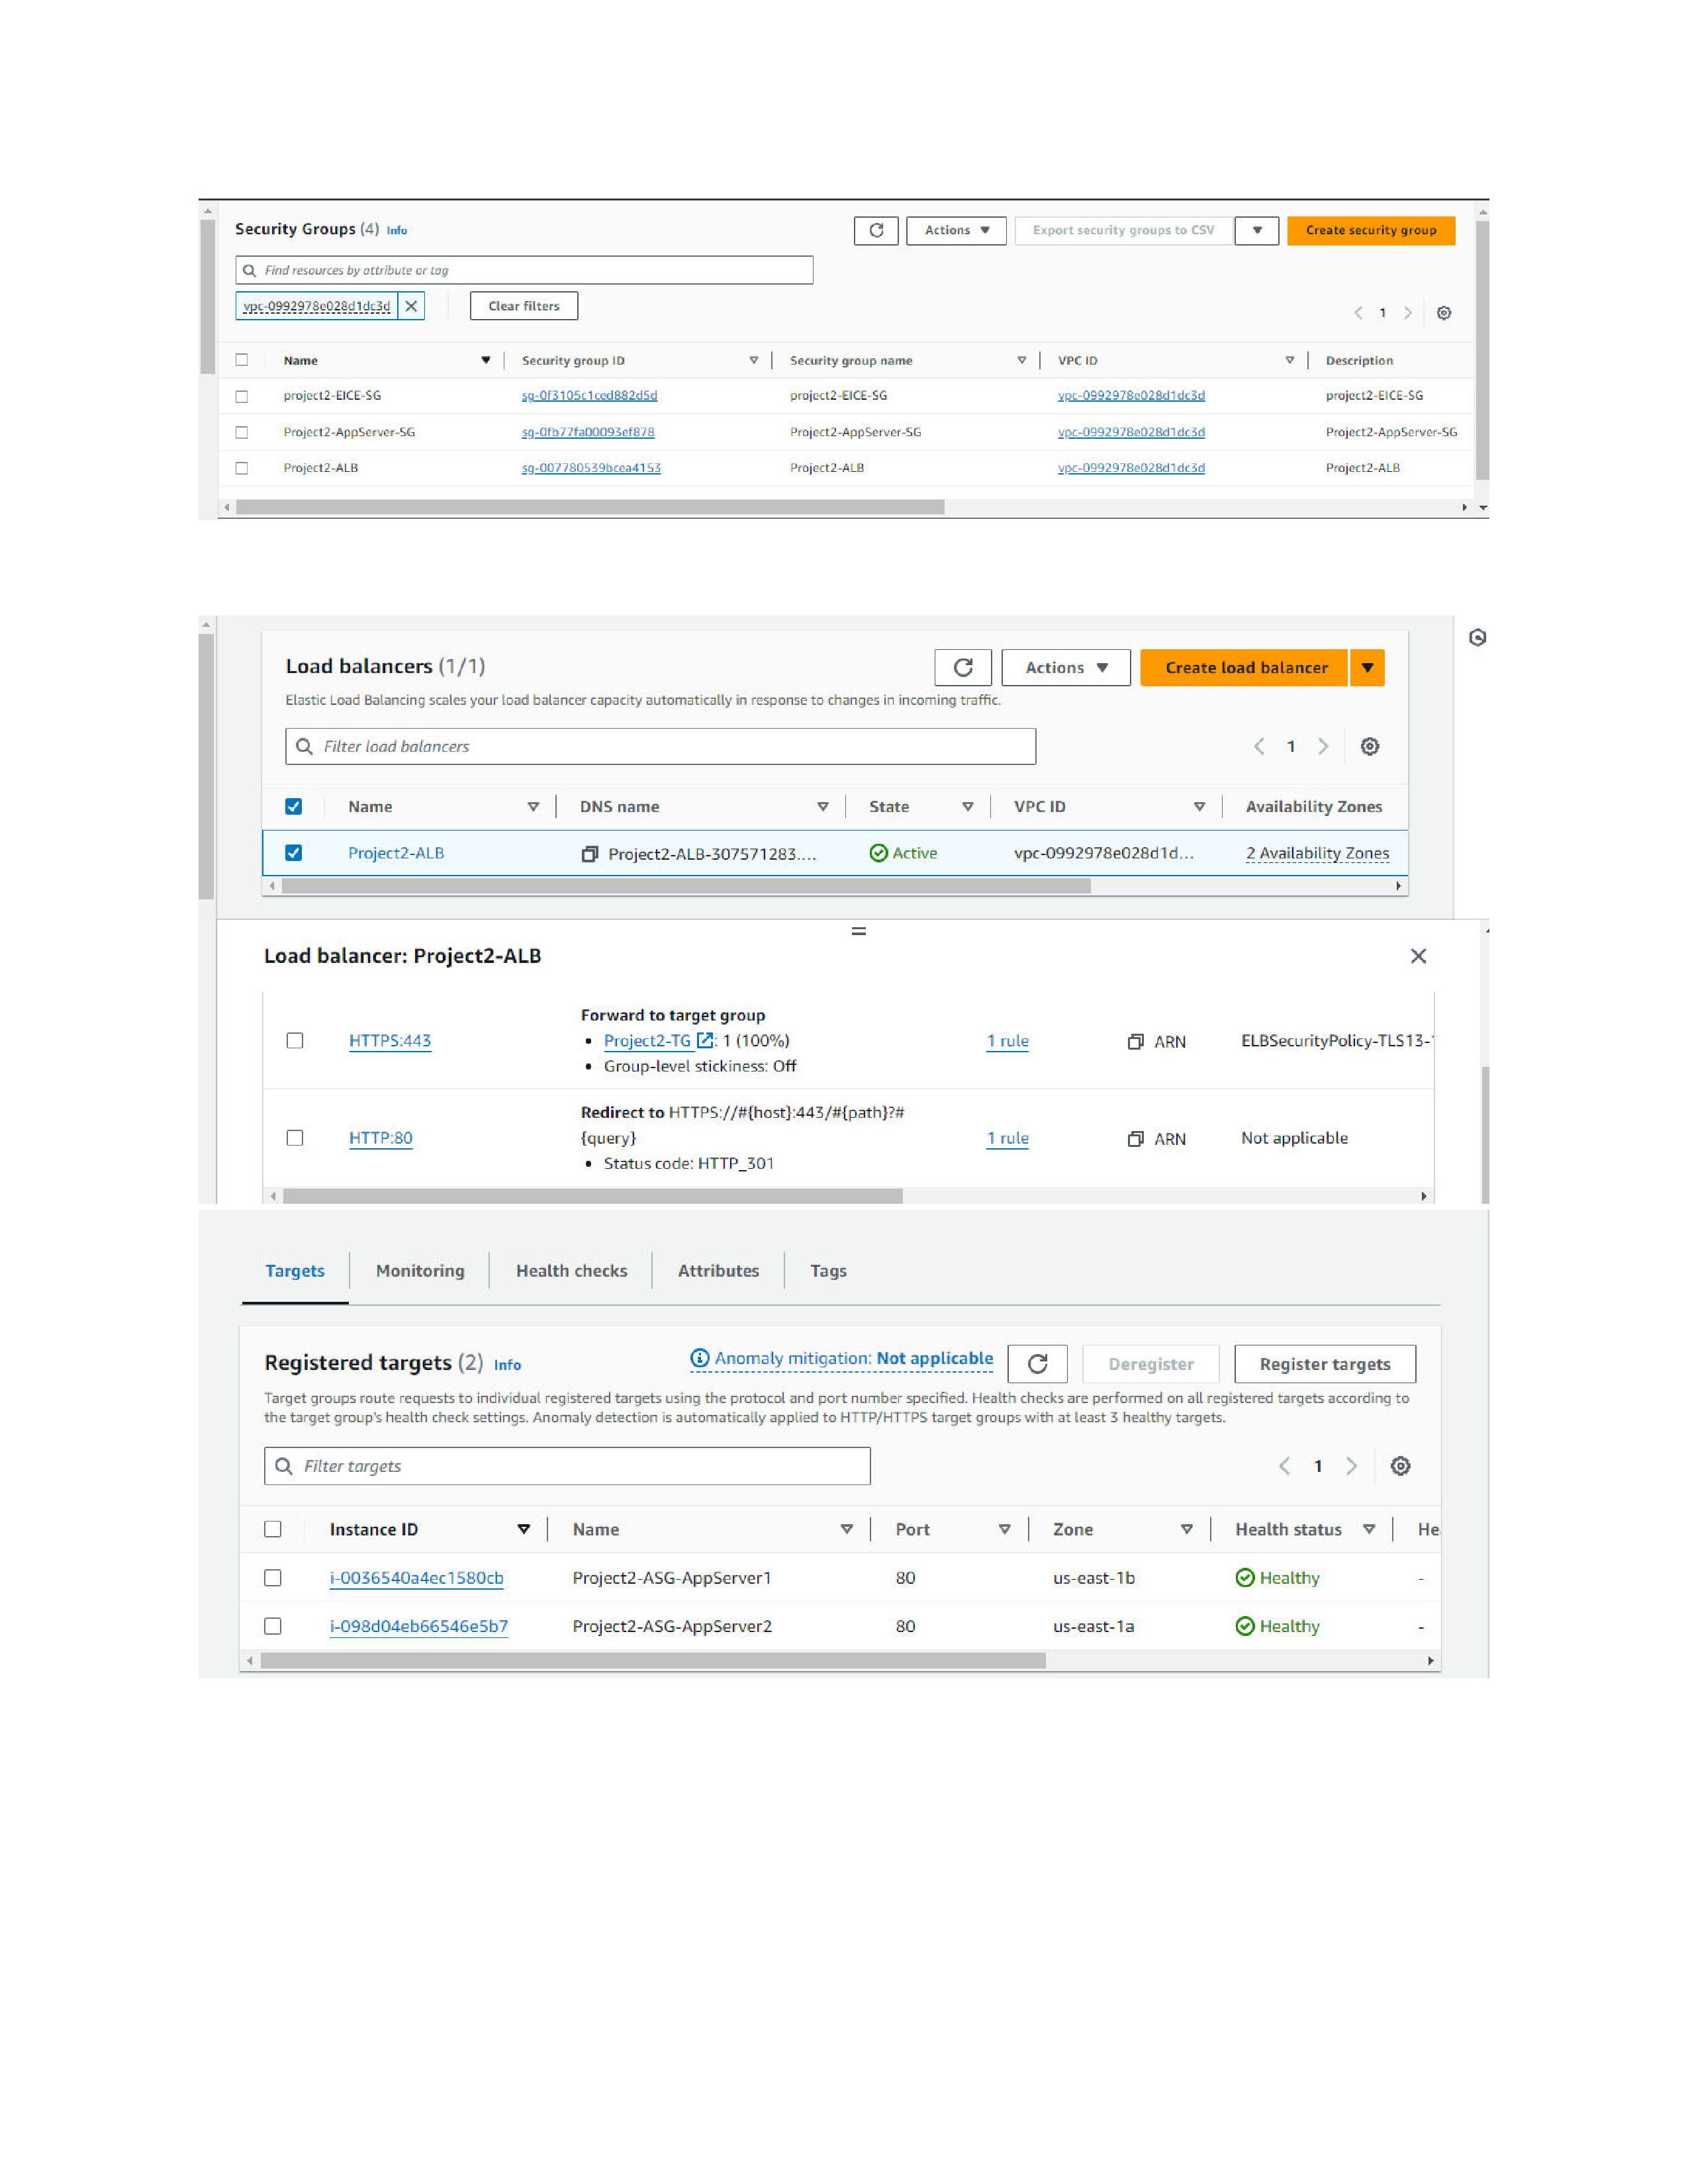 Security Groups (4) Info
Actions
Export security groups to CSV
Create security group
Find resources by attribute or tag
vpc-0992978e028d1dc3d
Clear filters
1
Name Security group ID Security group name VPC ID Description
project2-EICE-SG sg-0f3105c1ced882d5d project2-EICE-SG vpc-0992978e028d1dc3d project2-EICE-SG
Project2-AppServer-SG sg-0fb77fa00093ef878 Project2-AppServer-SG vpc-0992978e028d1dc3d Project2-AppServer-SG
Project2-ALB sg-007780539bcea4153 Project2-ALB vpc-0992978e028d1dc3d Project2-ALB
Load balancers (1/1)
Actions
Create load balancer
Elastic Load Balancing scales your load balancer capacity automatically in response to changes in incoming traffic.
Filter load balancers
1
Name DNS name State VPC ID Availability Zones
Project2-ALB Project2-ALB-307571283.... Active vpc-0992978e028d1d... 2 Availability Zones
Load balancer: Project2-ALB
Forward to target group
HTTPS:443 • Project2-TG : 1 (100%) 1 rule ARN ELBSecurityPolicy-TLS13-
• Group-level stickiness: Off
Redirect to HTTPS://#{host}:443/#{path}?#
HTTP:80 {query} 1 rule ARN Not applicable
• Status code: HTTP_301
Targets Monitoring Health checks Attributes Tags
Registered targets (2) Info
Anomaly mitigation: Not applicable
Deregister
Register targets
Target groups route requests to individual registered targets using the protocol and port number specified. Health checks are performed on all registered targets according to
the target group's health check settings. Anomaly detection is automatically applied to HTTP/HTTPS target groups with at least 3 healthy targets.
Filter targets
1
Instance ID Name Port Zone Health status He
i-0036540a4ec1580cb Project2-ASG-AppServer1 80 us-east-1b Healthy -
i-098d04eb66546e5b7 Project2-ASG-AppServer2 80 us-east-1a Healthy -